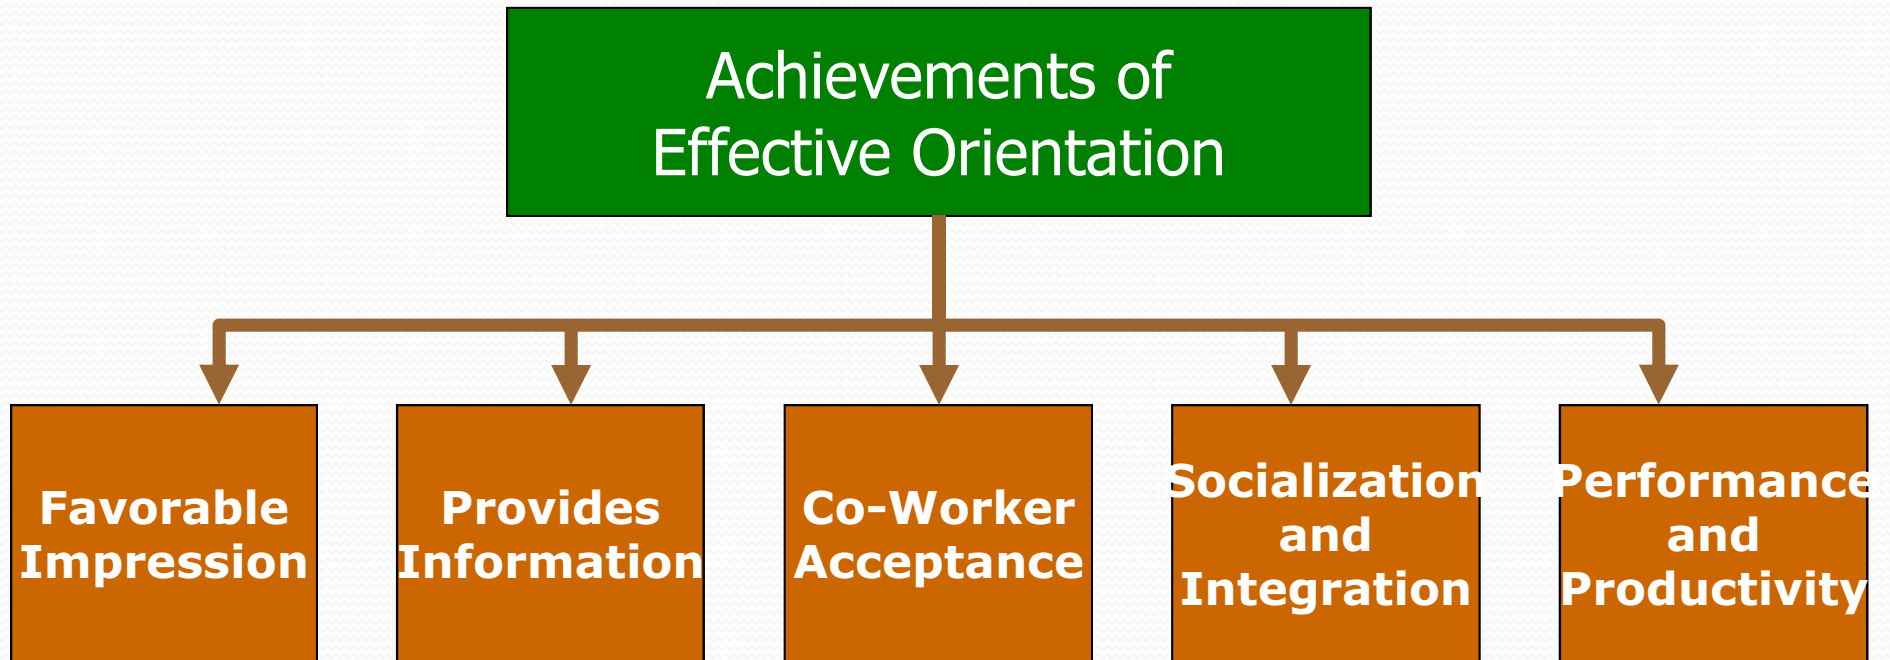 Achievements of
Effective Orientation
Favorable
Impression
Provides
Information
Co-Worker
Acceptance
Socialization
and
Integration
Performance
and
Productivity